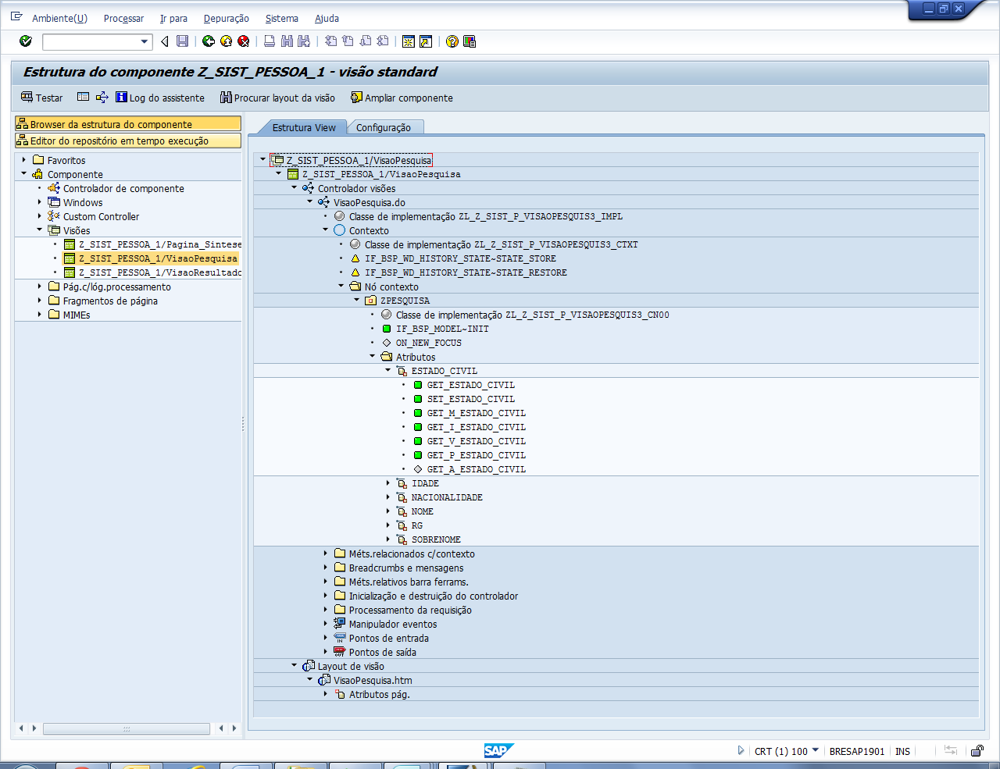 Ambiente(U) Processar Ir para Depuração Sistema Ajuda
Estrutura do componente Z_SIST_PESSOA_1 - visão standard
Testar Log do assistente Procurar layout da visão Ampliar componente
Browser da estrutura do componente
Editor do repositório em tempo execução
Favoritos
Componente
Controlador de componente
Windows
Custom Controller
Visões
Z_SIST_PESSOA_1/Pagina_Sintese
Z_SIST_PESSOA_1/VisaoPesquisa
Z_SIST_PESSOA_1/VisaoResultado
Pág.c/lóg.processamento
Fragmentos de página
MIMEs
Estrutura View Configuração
Z_SIST_PESSOA_1/VisaoPesquisa
Z_SIST_PESSOA_1/VisaoPesquisa
Controlador visões
VisaoPesquisa.do
Classe de implementação ZL_Z_SIST_P_VISAOPESQUIS3_IMPL
Contexto
Classe de implementação ZL_Z_SIST_P_VISAOPESQUIS3_CTXT
IF_BSP_WD_HISTORY_STATE~STATE_STORE
IF_BSP_WD_HISTORY_STATE~STATE_RESTORE
Nó contexto
ZPESQUISA
Classe de implementação ZL_Z_SIST_P_VISAOPESQUIS3_CN00
IF_BSP_MODEL~INIT
ON_NEW_FOCUS
Atributos
ESTADO_CIVIL
GET_ESTADO_CIVIL
SET_ESTADO_CIVIL
GET_M_ESTADO_CIVIL
GET_I_ESTADO_CIVIL
GET_V_ESTADO_CIVIL
GET_P_ESTADO_CIVIL
GET_A_ESTADO_CIVIL
IDADE
NACIONALIDADE
NOME
RG
SOBRENOME
Méts.relacionados c/contexto
Breadcrumbs e mensagens
Méts.relativos barra ferrams.
Inicialização e destruição do controlador
Processamento da requisição
Manipulador eventos
IN Pontos de entrada
OUT Pontos de saída
Layout de visão
VisaoPesquisa.htm
Atributos pág.
SAP CRT (1) 100 BRESAP1901 INS